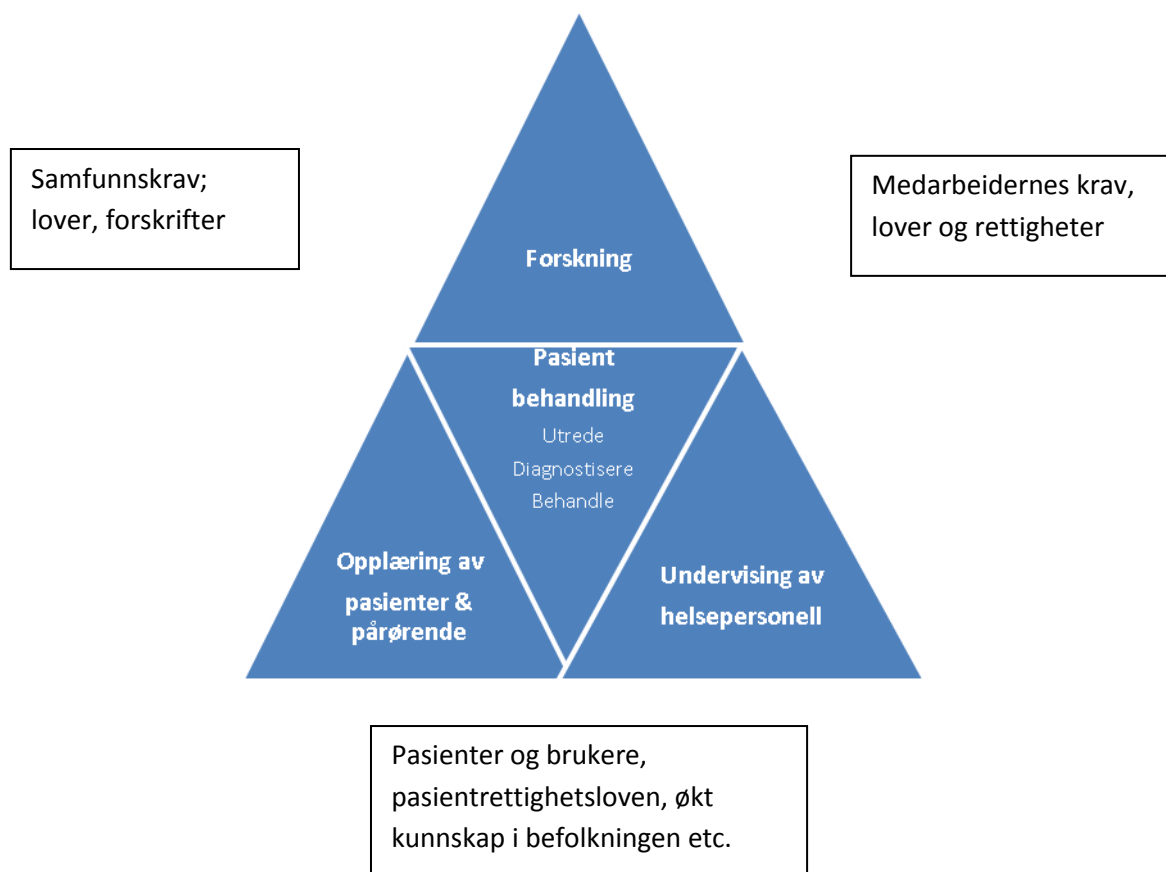 Samfunnskrav;
lover, forskrifter
Medarbeidernes krav,
lover og rettigheter
Forskning
Pasient
behandling
Utrede
Diagnostisere
Behandle
Opplæring av
pasienter &
pårørende
Undervising av
helsepersonell
Pasienter og brukere,
pasientrettighetsloven, økt
kunnskap i befolkningen etc.